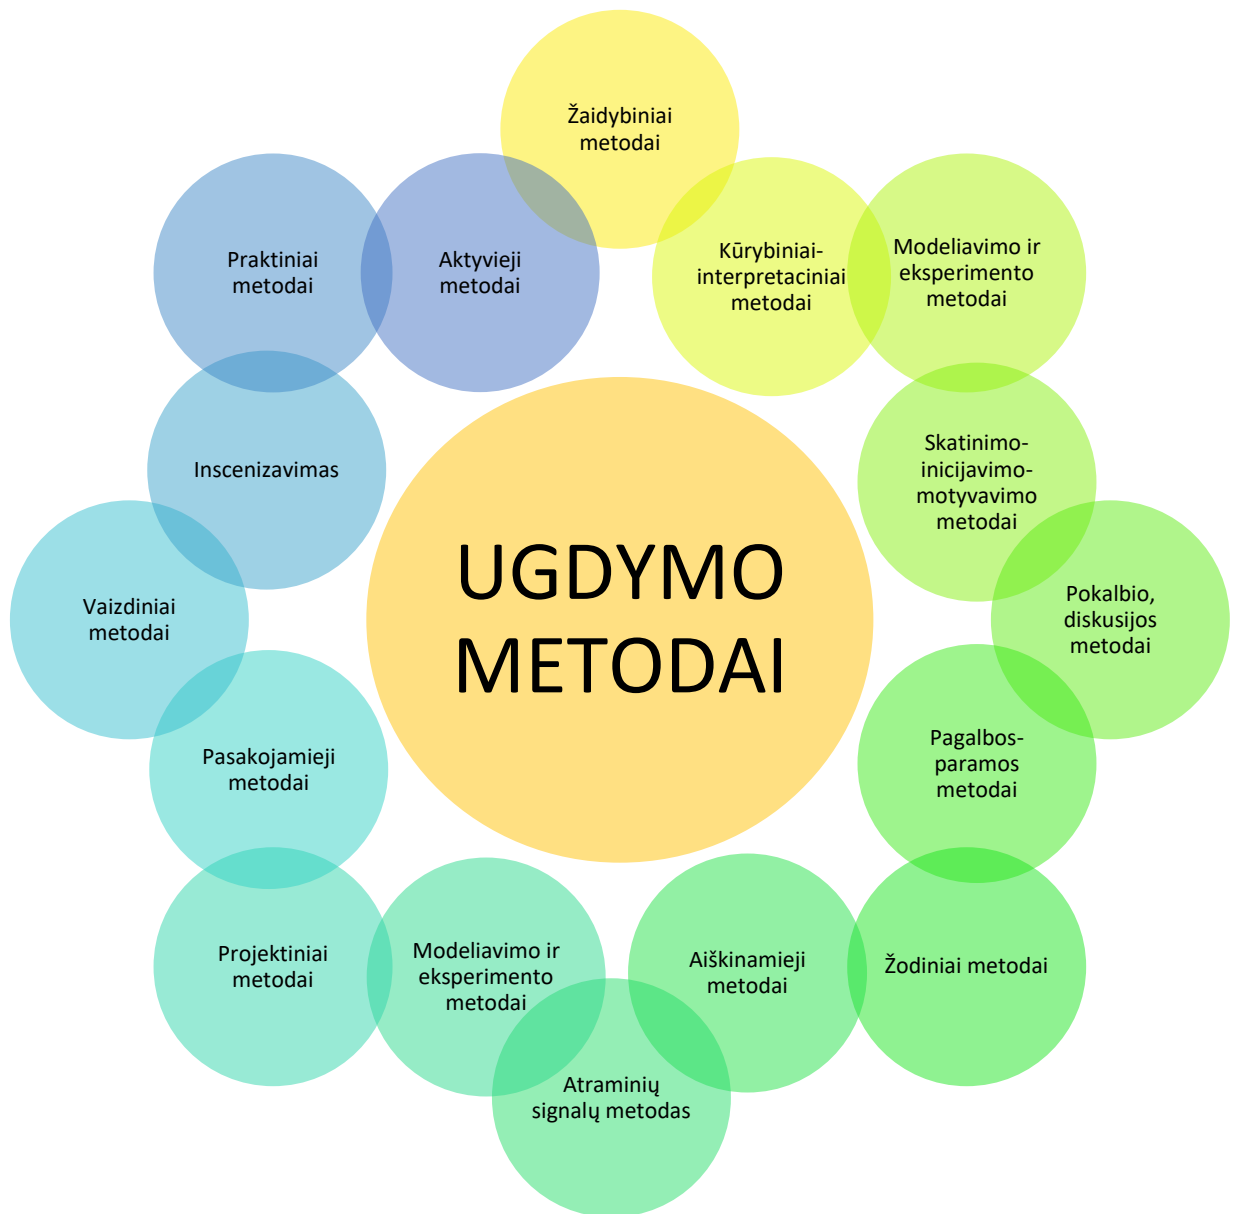 Žaidybiniai
metodai
Kūrybiniai-
interpretaciniai
metodai
Modeliavimo ir
eksperimento
metodai
Skatinimo-
inicijavimo-
motyvavimo
metodai
Pokalbio,
diskusijos
metodai
Pagalbos-
paramos
metodai
Žodiniai metodai
Aiškinamieji
metodai
Atraminių
signalų metodas
Modeliavimo ir
eksperimento
metodai
Projektiniai
metodai
Pasakojamieji
metodai
Vaizdiniai
metodai
Inscenizavimas
Praktiniai
metodai
Aktyvieji
metodai
UGDYMO
METODAI